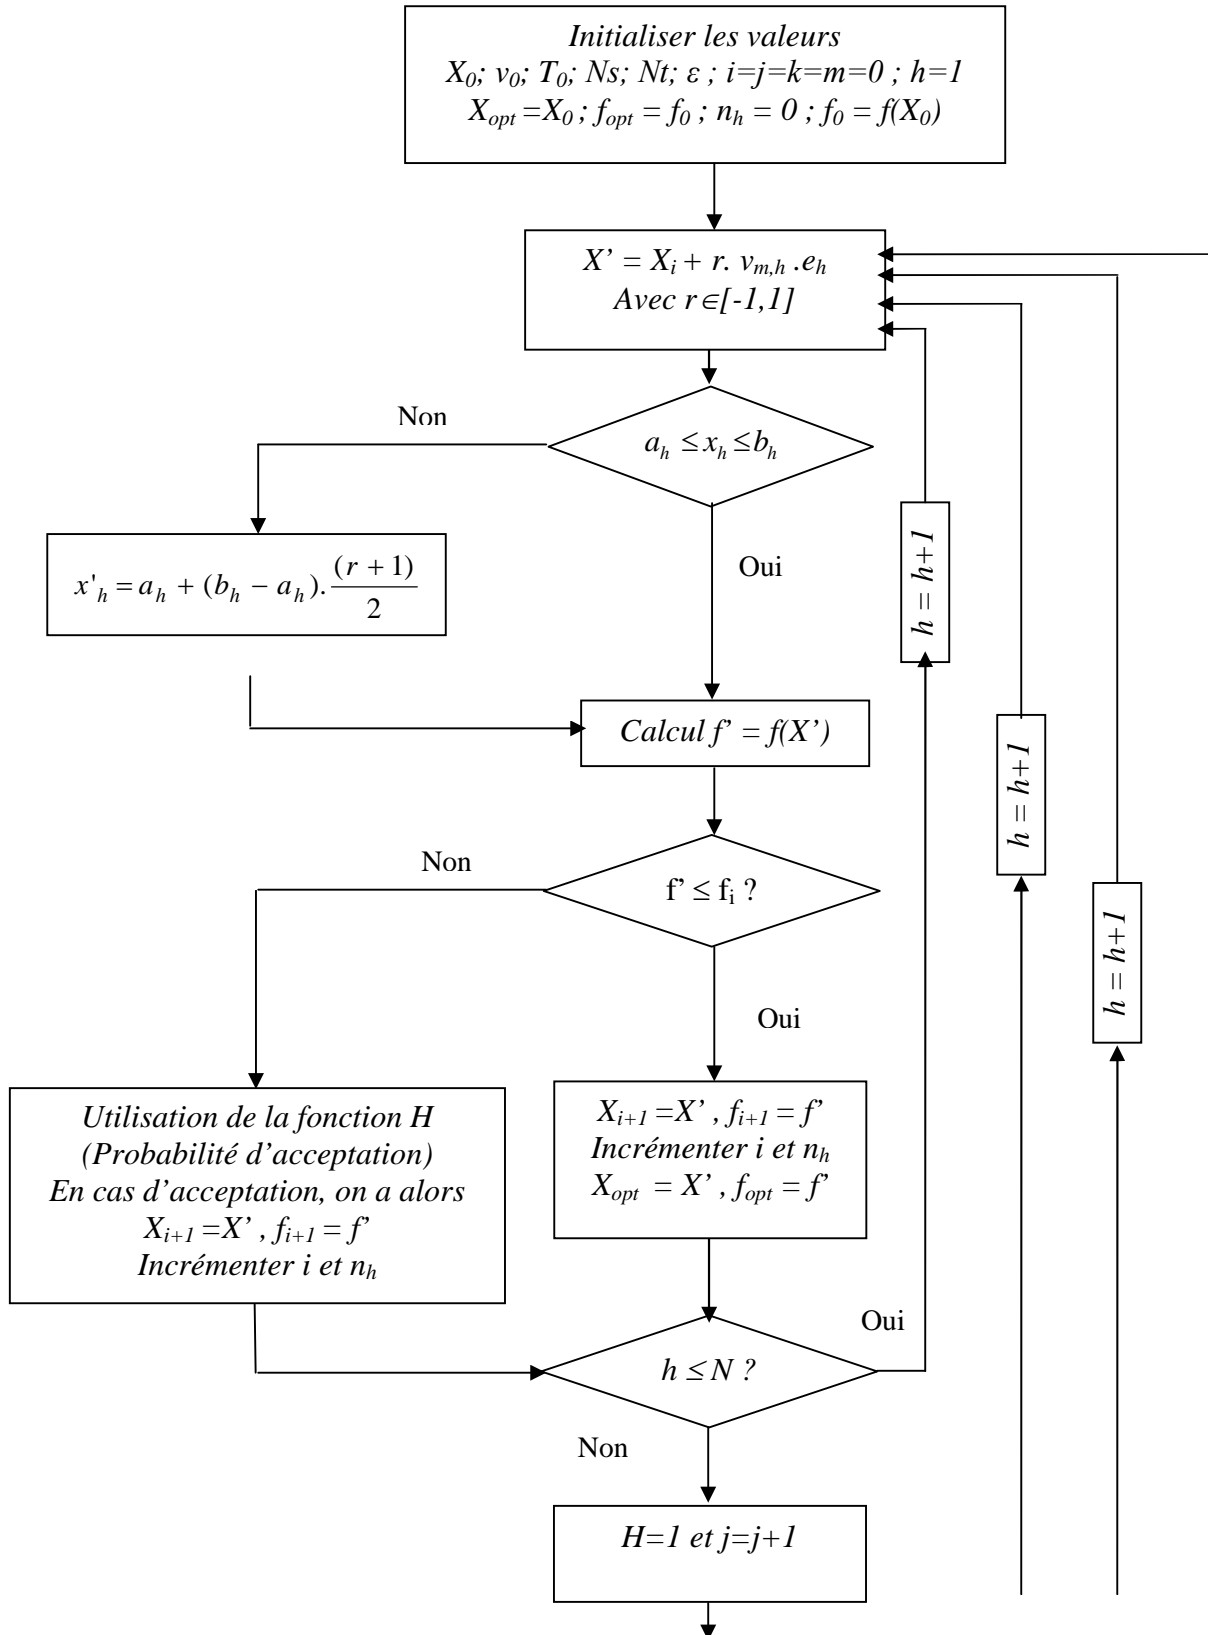 Initialiser les valeurs
X0; v0; T0; Ns; Nt; ε ; i=j=k=m=0 ; h=1
Xopt =X0 ; fopt = f0 ; nh = 0 ; f0 = f(X0)
X’ = Xi + r. vm,h .eh
Avec r∈[-1,1]
Non
ah ≤ xh ≤ bh
Oui
x'h = ah + (bh − ah). (r + 1) / 2
h = h+1
Calcul f’ = f(X’)
h = h+1
Non
f' ≤ fi ?
h = h+1
Oui
Utilisation de la fonction H
(Probabilité d’acceptation)
En cas d’acceptation, on a alors
Xi+1 =X’ , fi+1 = f’
Incrémenter i et nh
Xi+1 =X’ , fi+1 = f’
Incrémenter i et nh
Xopt = X’ , fopt = f’
Oui
h ≤ N ?
Non
H=1 et j=j+1